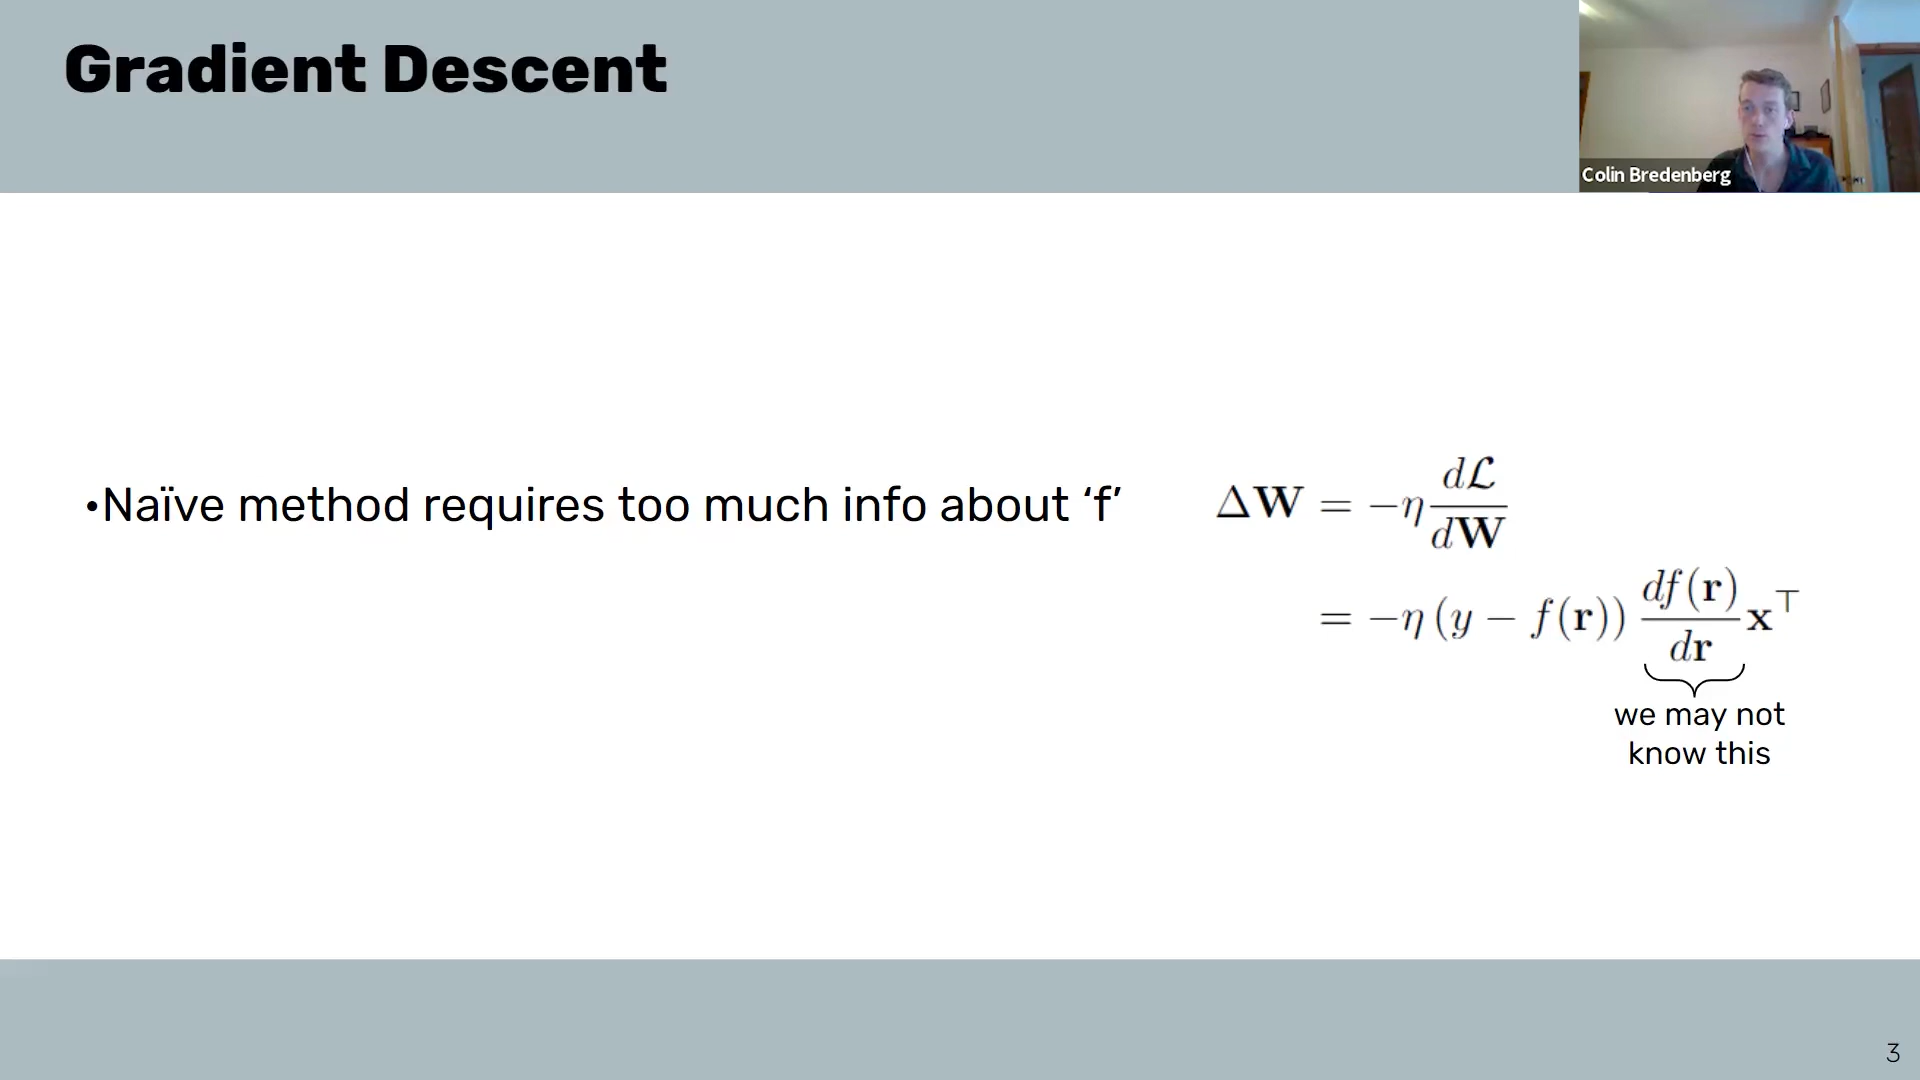 Gradient Descent
Colin Bredenberg
•Naïve method requires too much info about ‘f’
ΔW = −η dℒ/dW
= −η (y − f(r)) df(r)/dr x⊤
we may not
know this
3